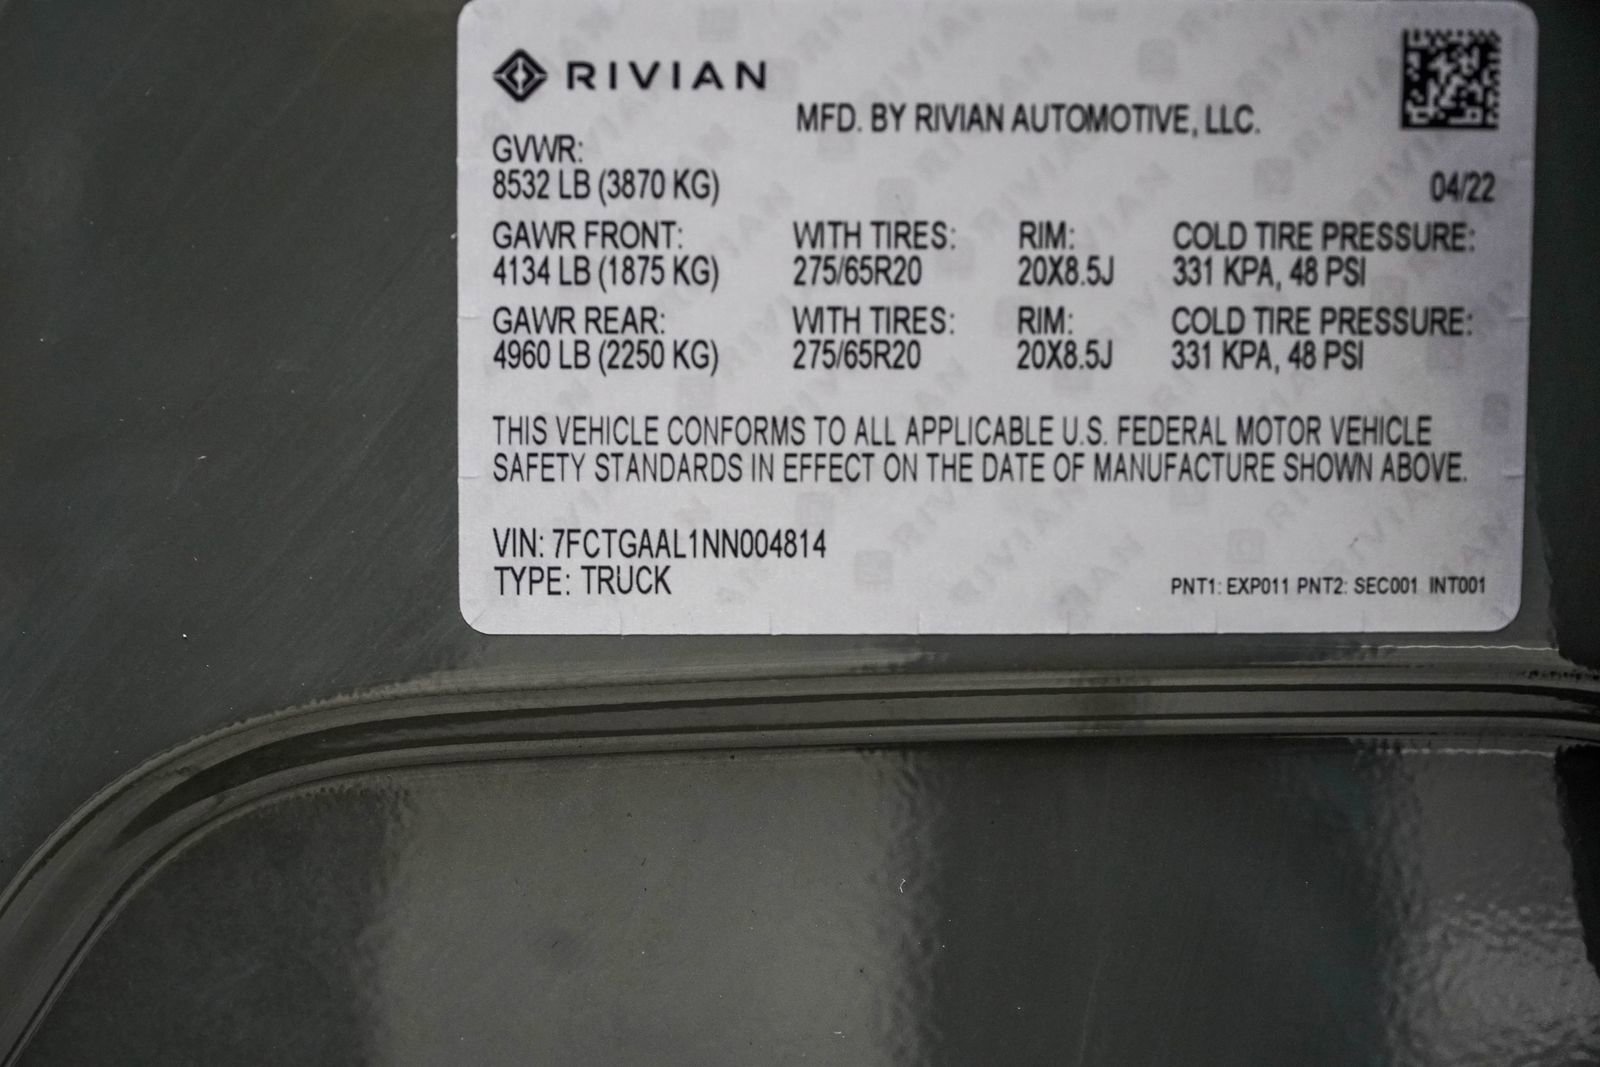 RIVIAN
MFD. BY RIVIAN AUTOMOTIVE, LLC.
GVWR:
8532 LB (3870 KG)
04/22
GAWR FRONT: WITH TIRES: RIM: COLD TIRE PRESSURE:
4134 LB (1875 KG) 275/65R20 20X8.5J 331 KPA, 48 PSI
GAWR REAR: WITH TIRES: RIM: COLD TIRE PRESSURE:
4960 LB (2250 KG) 275/65R20 20X8.5J 331 KPA, 48 PSI
THIS VEHICLE CONFORMS TO ALL APPLICABLE U.S. FEDERAL MOTOR VEHICLE
SAFETY STANDARDS IN EFFECT ON THE DATE OF MANUFACTURE SHOWN ABOVE.
VIN: 7FCTGAAL1NN004814
TYPE: TRUCK
PNT1: EXP011 PNT2: SEC001 INT001